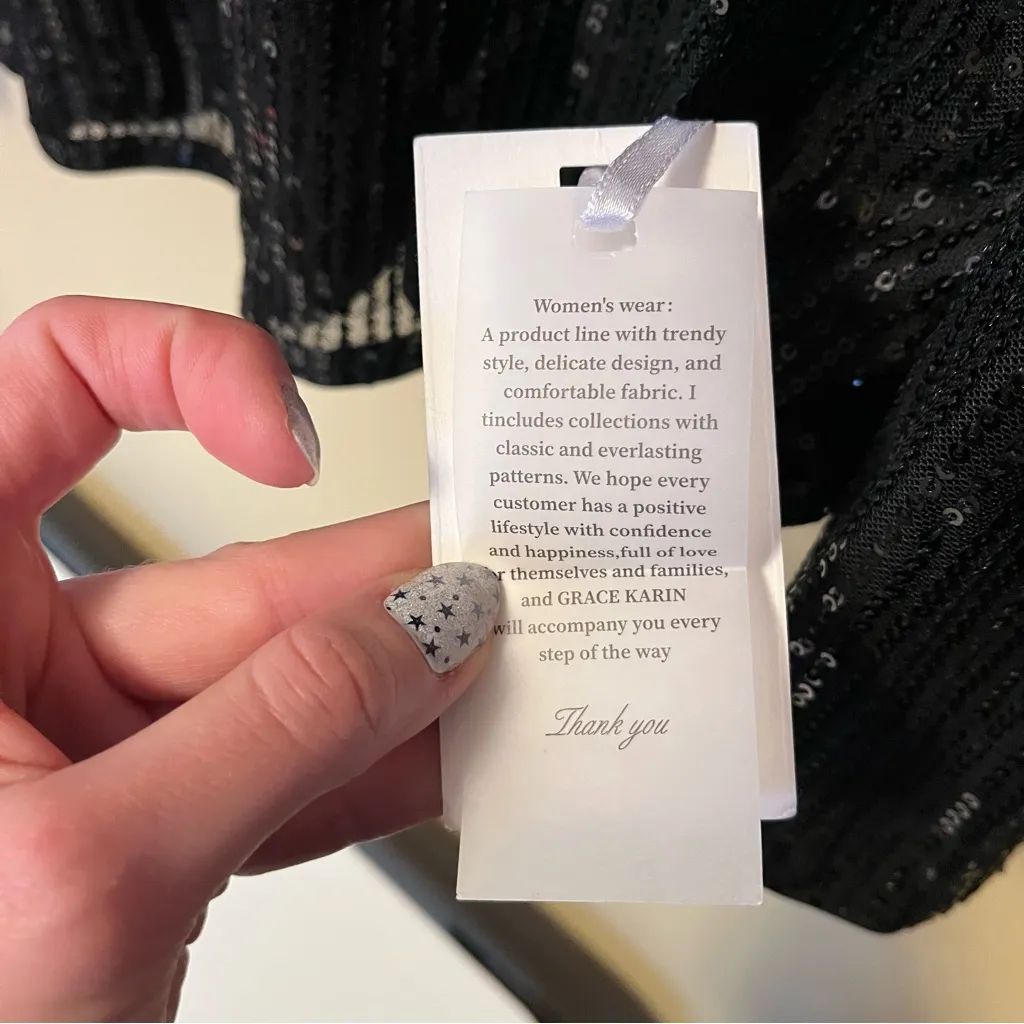 Women's wear:
A product line with trendy
style, delicate design, and
comfortable fabric. I
tincludes collections with
classic and everlasting
patterns. We hope every
customer has a positive
lifestyle with confidence
and happiness,full of love
themselves and families,
and GRACE KARIN
will accompany you every
step of the way
Thank you